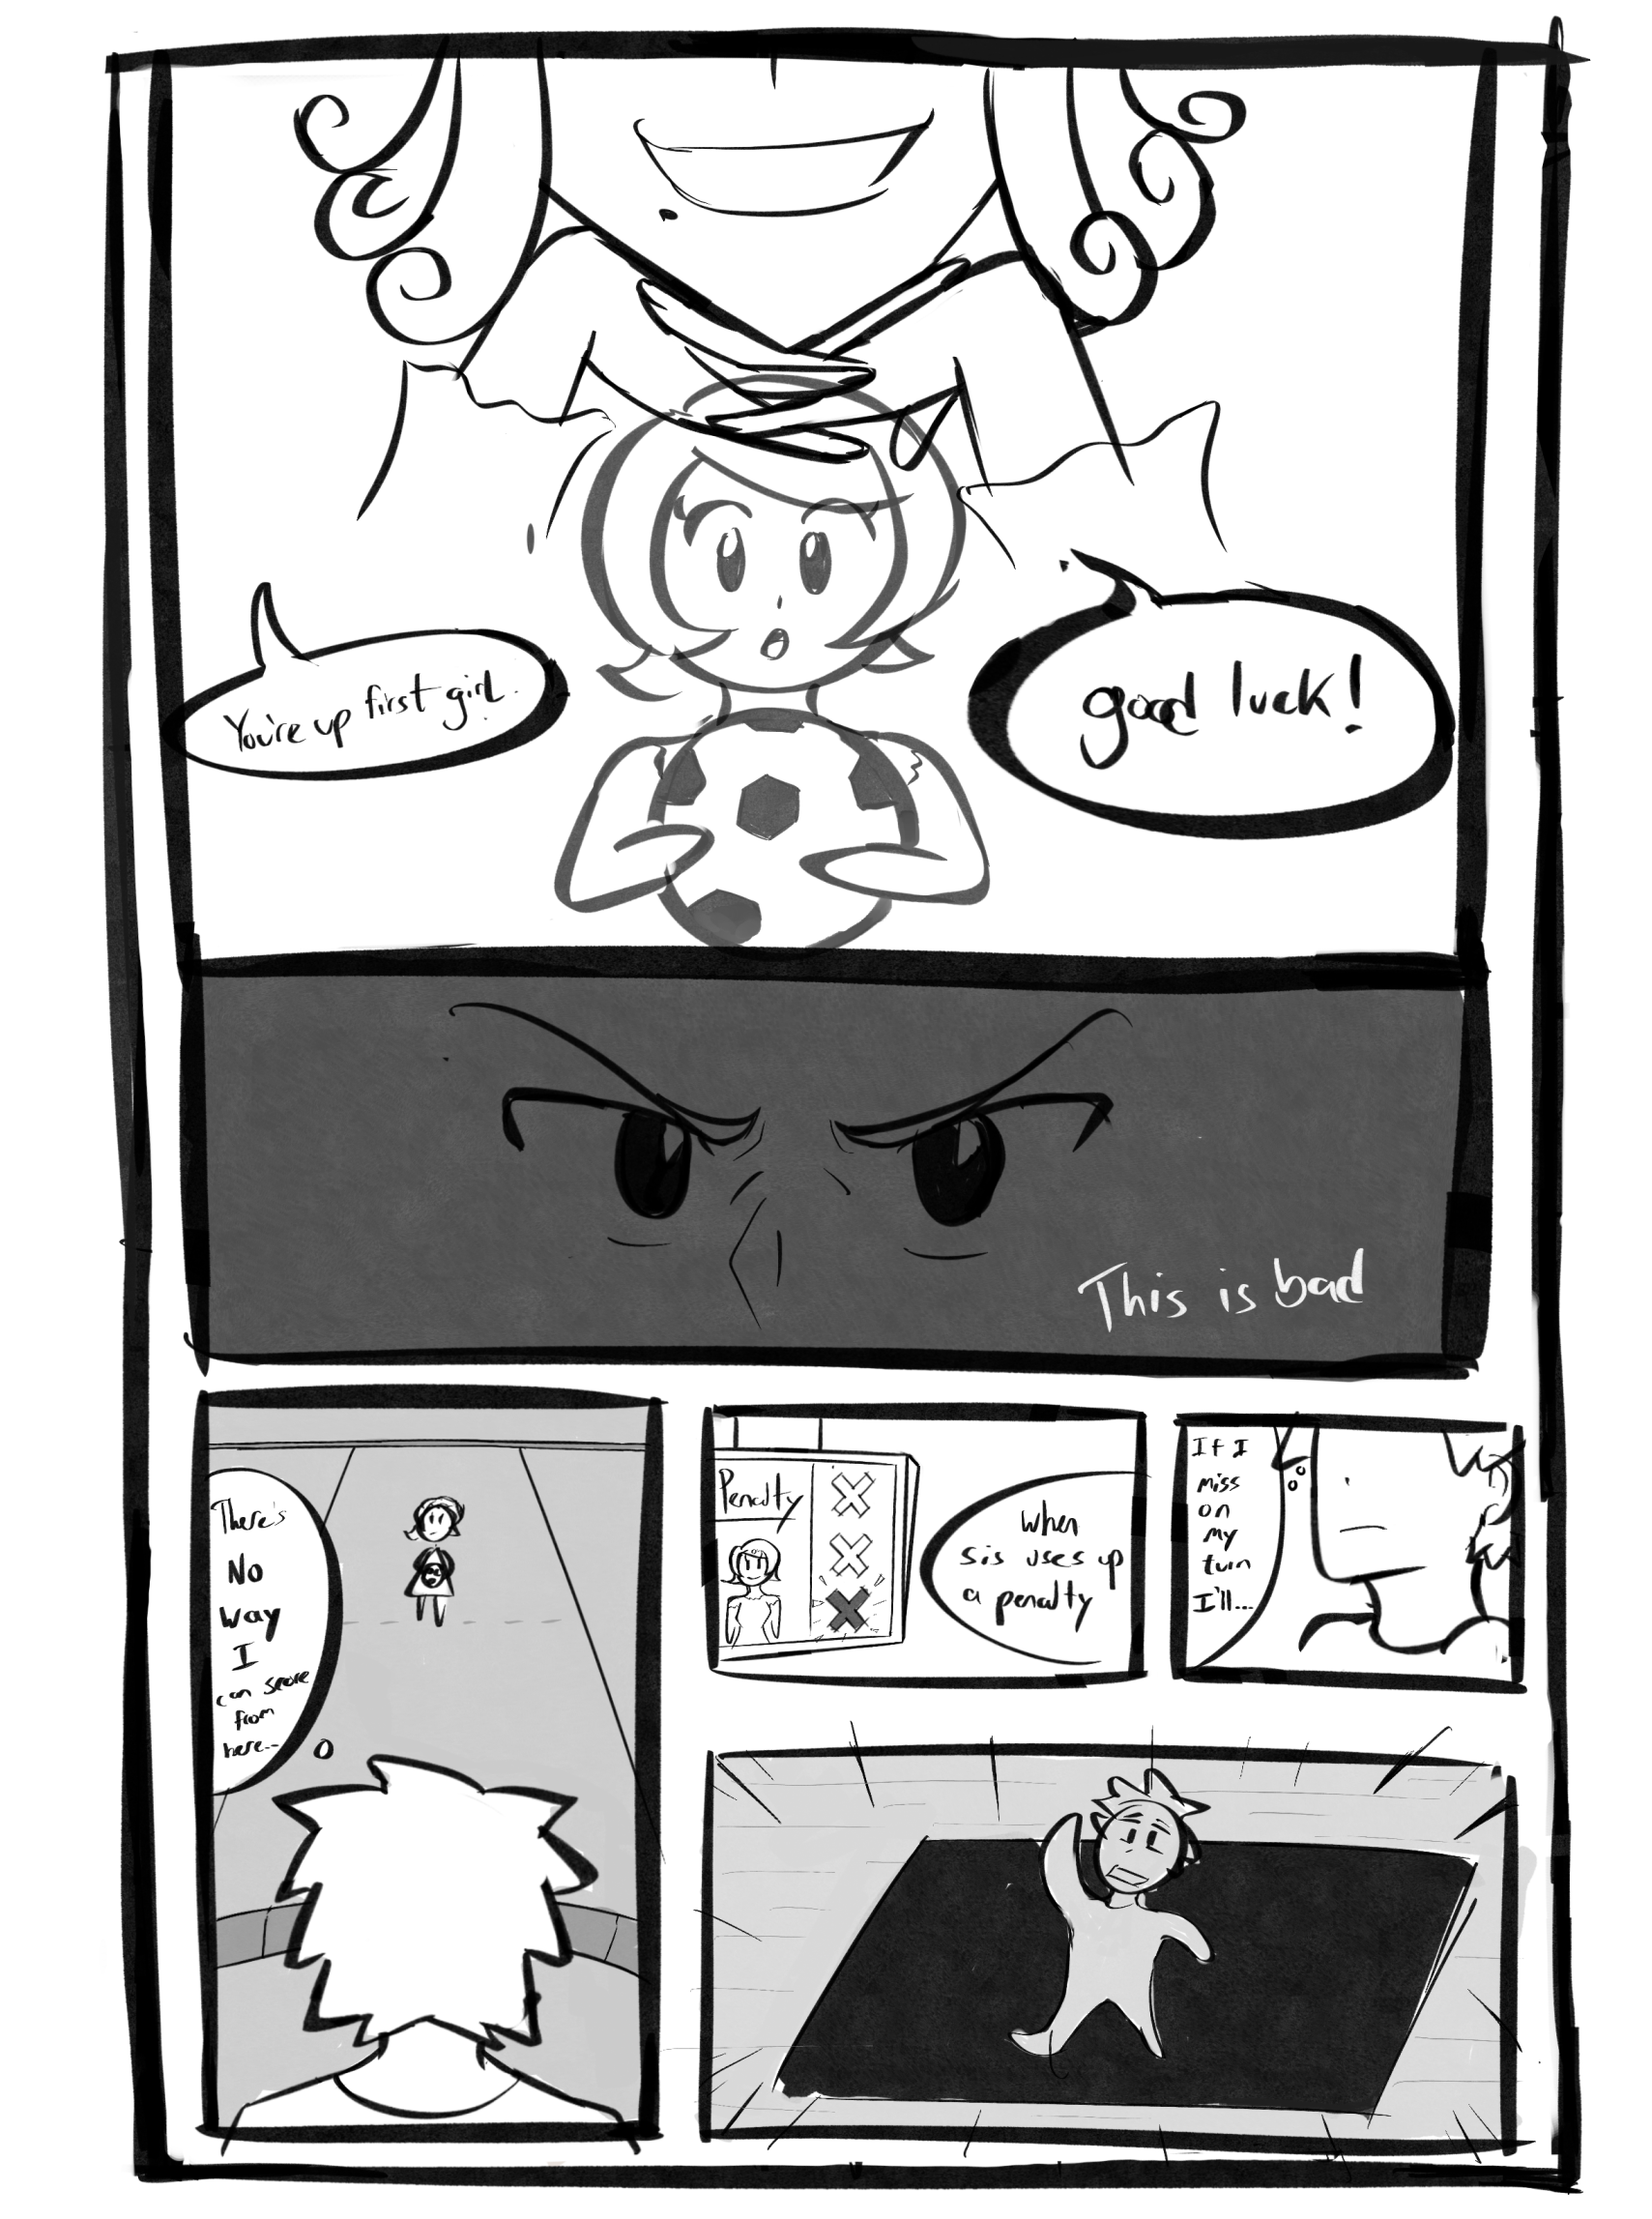 You're up first girl.
good luck!
This is bad
There's
No
way
I
can score
from
here...
Penalty
when
sis uses up
a penalty
If I
miss
on
my
turn
I'll...